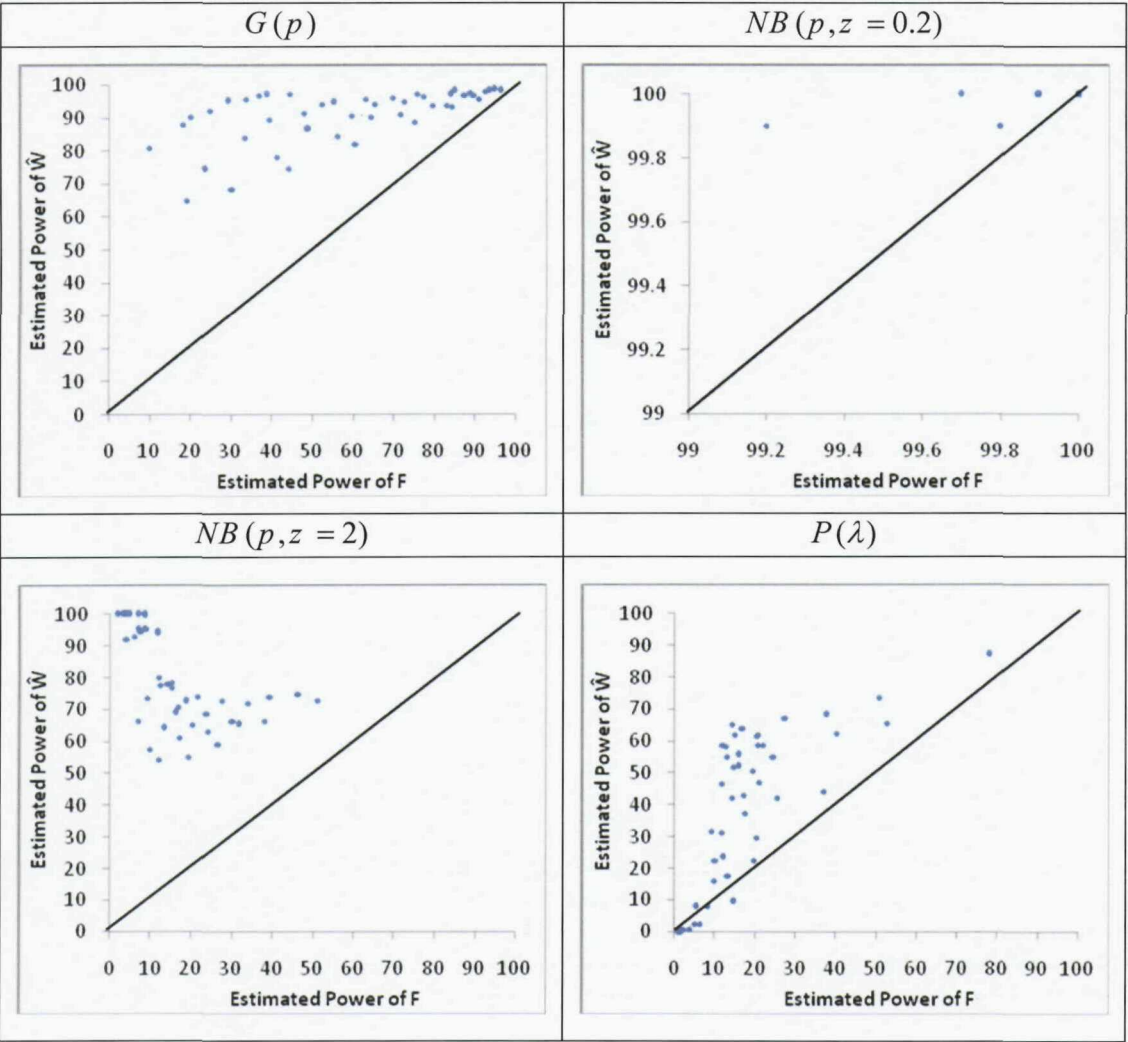 G(p) NB(p,z = 0.2)
100
90
80
70
60
50
40
30
20
10
0
Estimated Power of Ŵ
0 10 20 30 40 50 60 70 80 90 100
Estimated Power of F
100
99.8
99.6
99.4
99.2
99
Estimated Power of Ŵ
99 99.2 99.4 99.6 99.8 100
Estimated Power of F
NB(p,z = 2) P(λ)
100
90
80
70
60
50
40
30
20
10
0
Estimated Power of Ŵ
0 10 20 30 40 50 60 70 80 90 100
Estimated Power of F
100
90
80
70
60
50
40
30
20
10
0
Estimated Power of Ŵ
0 10 20 30 40 50 60 70 80 90 100
Estimated Power of F